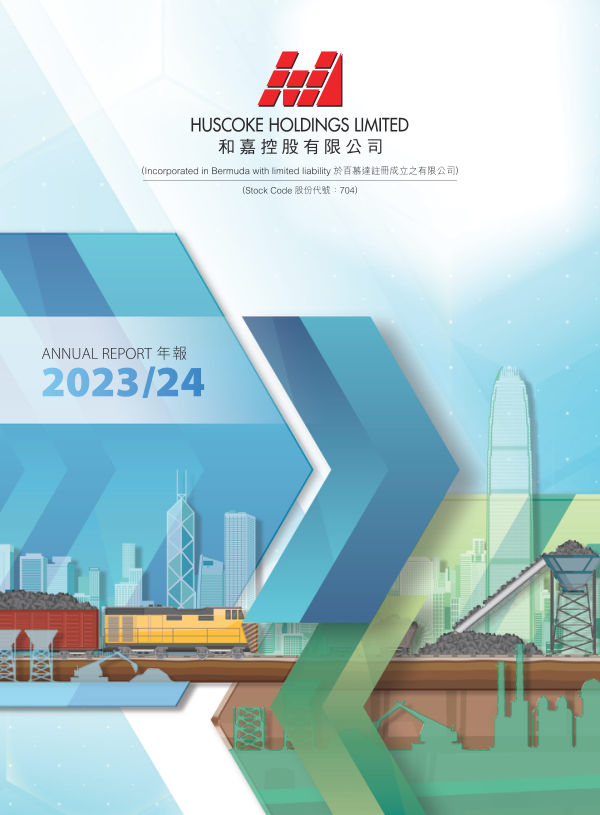 HUSCOKE HOLDINGS LIMITED
和嘉控股有限公司
(Incorporated in Bermuda with limited liability 於百慕達註冊成立之有限公司)
(Stock Code 股份代號：704)
ANNUAL REPORT 年報
2023/24